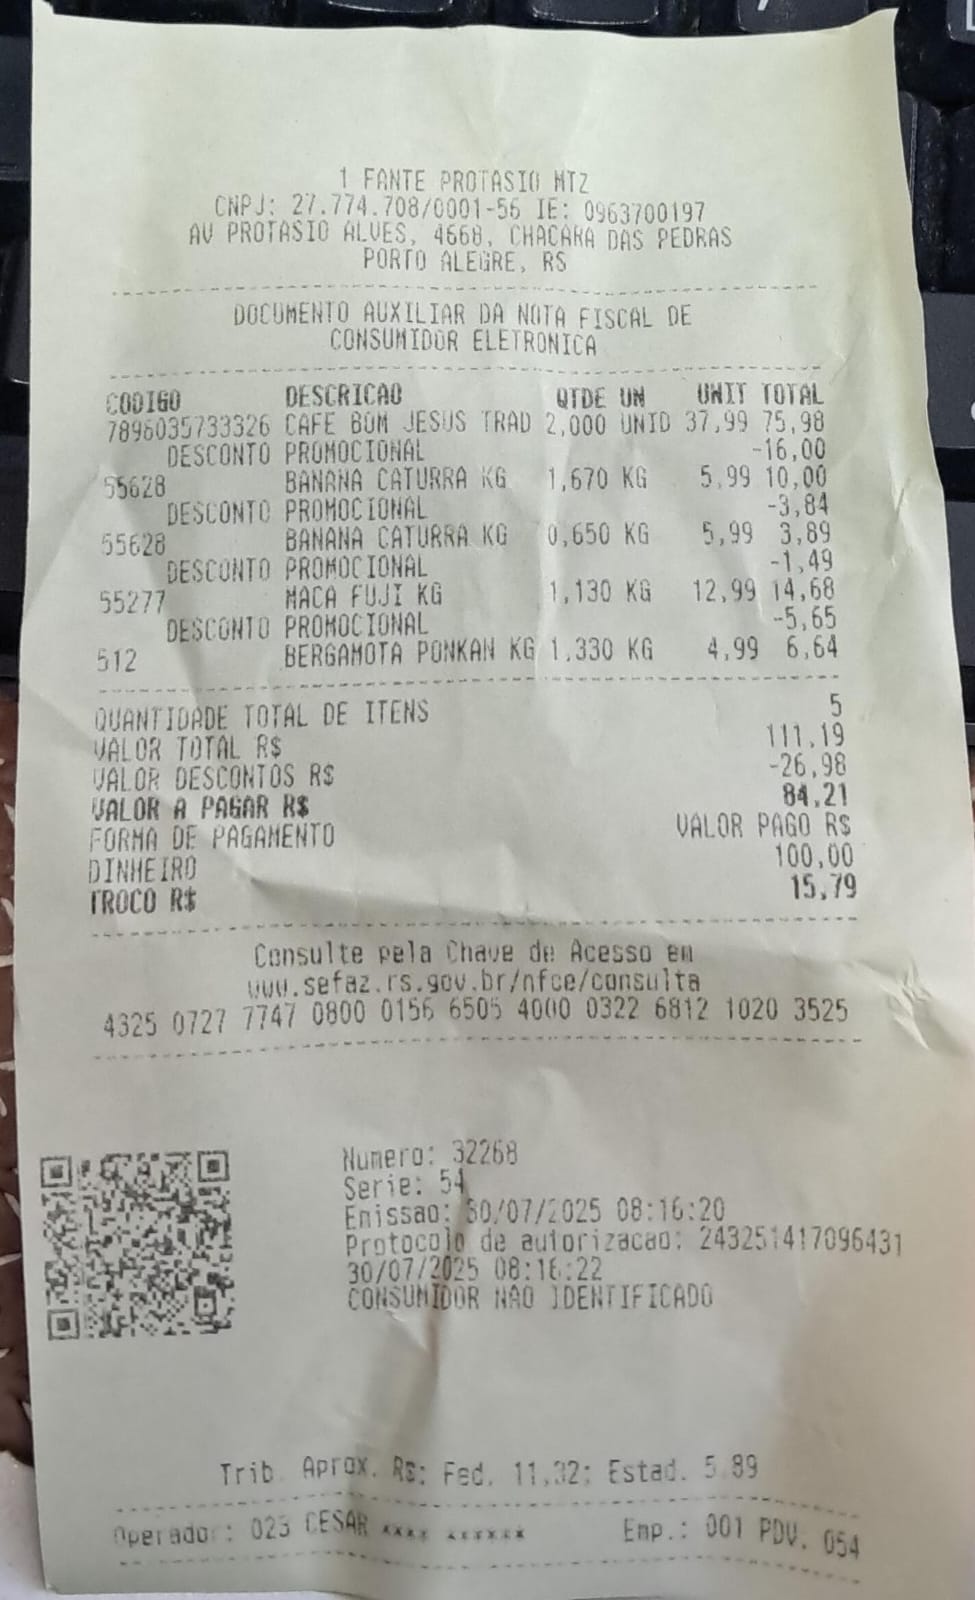 1 FANTE PROTASIO MTZ
CNPJ: 27.774.708/0001-56 IE: 0963700197
AV PROTASIO ALVES, 4668, CHACARA DAS PEDRAS
PORTO ALEGRE, RS
DOCUMENTO AUXILIAR DA NOTA FISCAL DE
CONSUMIDOR ELETRONICA
CODIGO DESCRICAO QTDE UN UNIT TOTAL
7896035733326 CAFE BOM JESUS TRAD 2,000 UNID 37,99 75,98
DESCONTO PROMOCIONAL -16,00
55628 BANANA CATURRA KG 1,670 KG 5,99 10,00
DESCONTO PROMOCIONAL -3,84
55628 BANANA CATURRA KG 0,650 KG 5,99 3,89
DESCONTO PROMOCIONAL -1,49
55277 MACA FUJI KG 1,130 KG 12,99 14,68
DESCONTO PROMOCIONAL -5,65
512 BERGAMOTA PONKAN KG 1,330 KG 4,99 6,64
QUANTIDADE TOTAL DE ITENS 5
VALOR TOTAL R$ 111,19
VALOR DESCONTOS R$ -26,98
VALOR A PAGAR R$ 84,21
FORMA DE PAGAMENTO VALOR PAGO R$
DINHEIRO 100,00
TROCO R$ 15,79
Consulte pela Chave de Acesso em
www.sefaz.rs.gov.br/nfce/consulta
4325 0727 7747 0800 0156 6505 4000 0322 6812 1020 3525
Numero: 32268
Serie: 54
Emissao: 30/07/2025 08:16:20
Protocolo de autorizacao: 243251417096431
30/07/2025 08:16:22
CONSUMIDOR NAO IDENTIFICADO
Trib Aprox. R$: Fed. 11,32; Estad. 5,89
Operador: 023 CESAR **** ******* Emp.: 001 PDV. 054